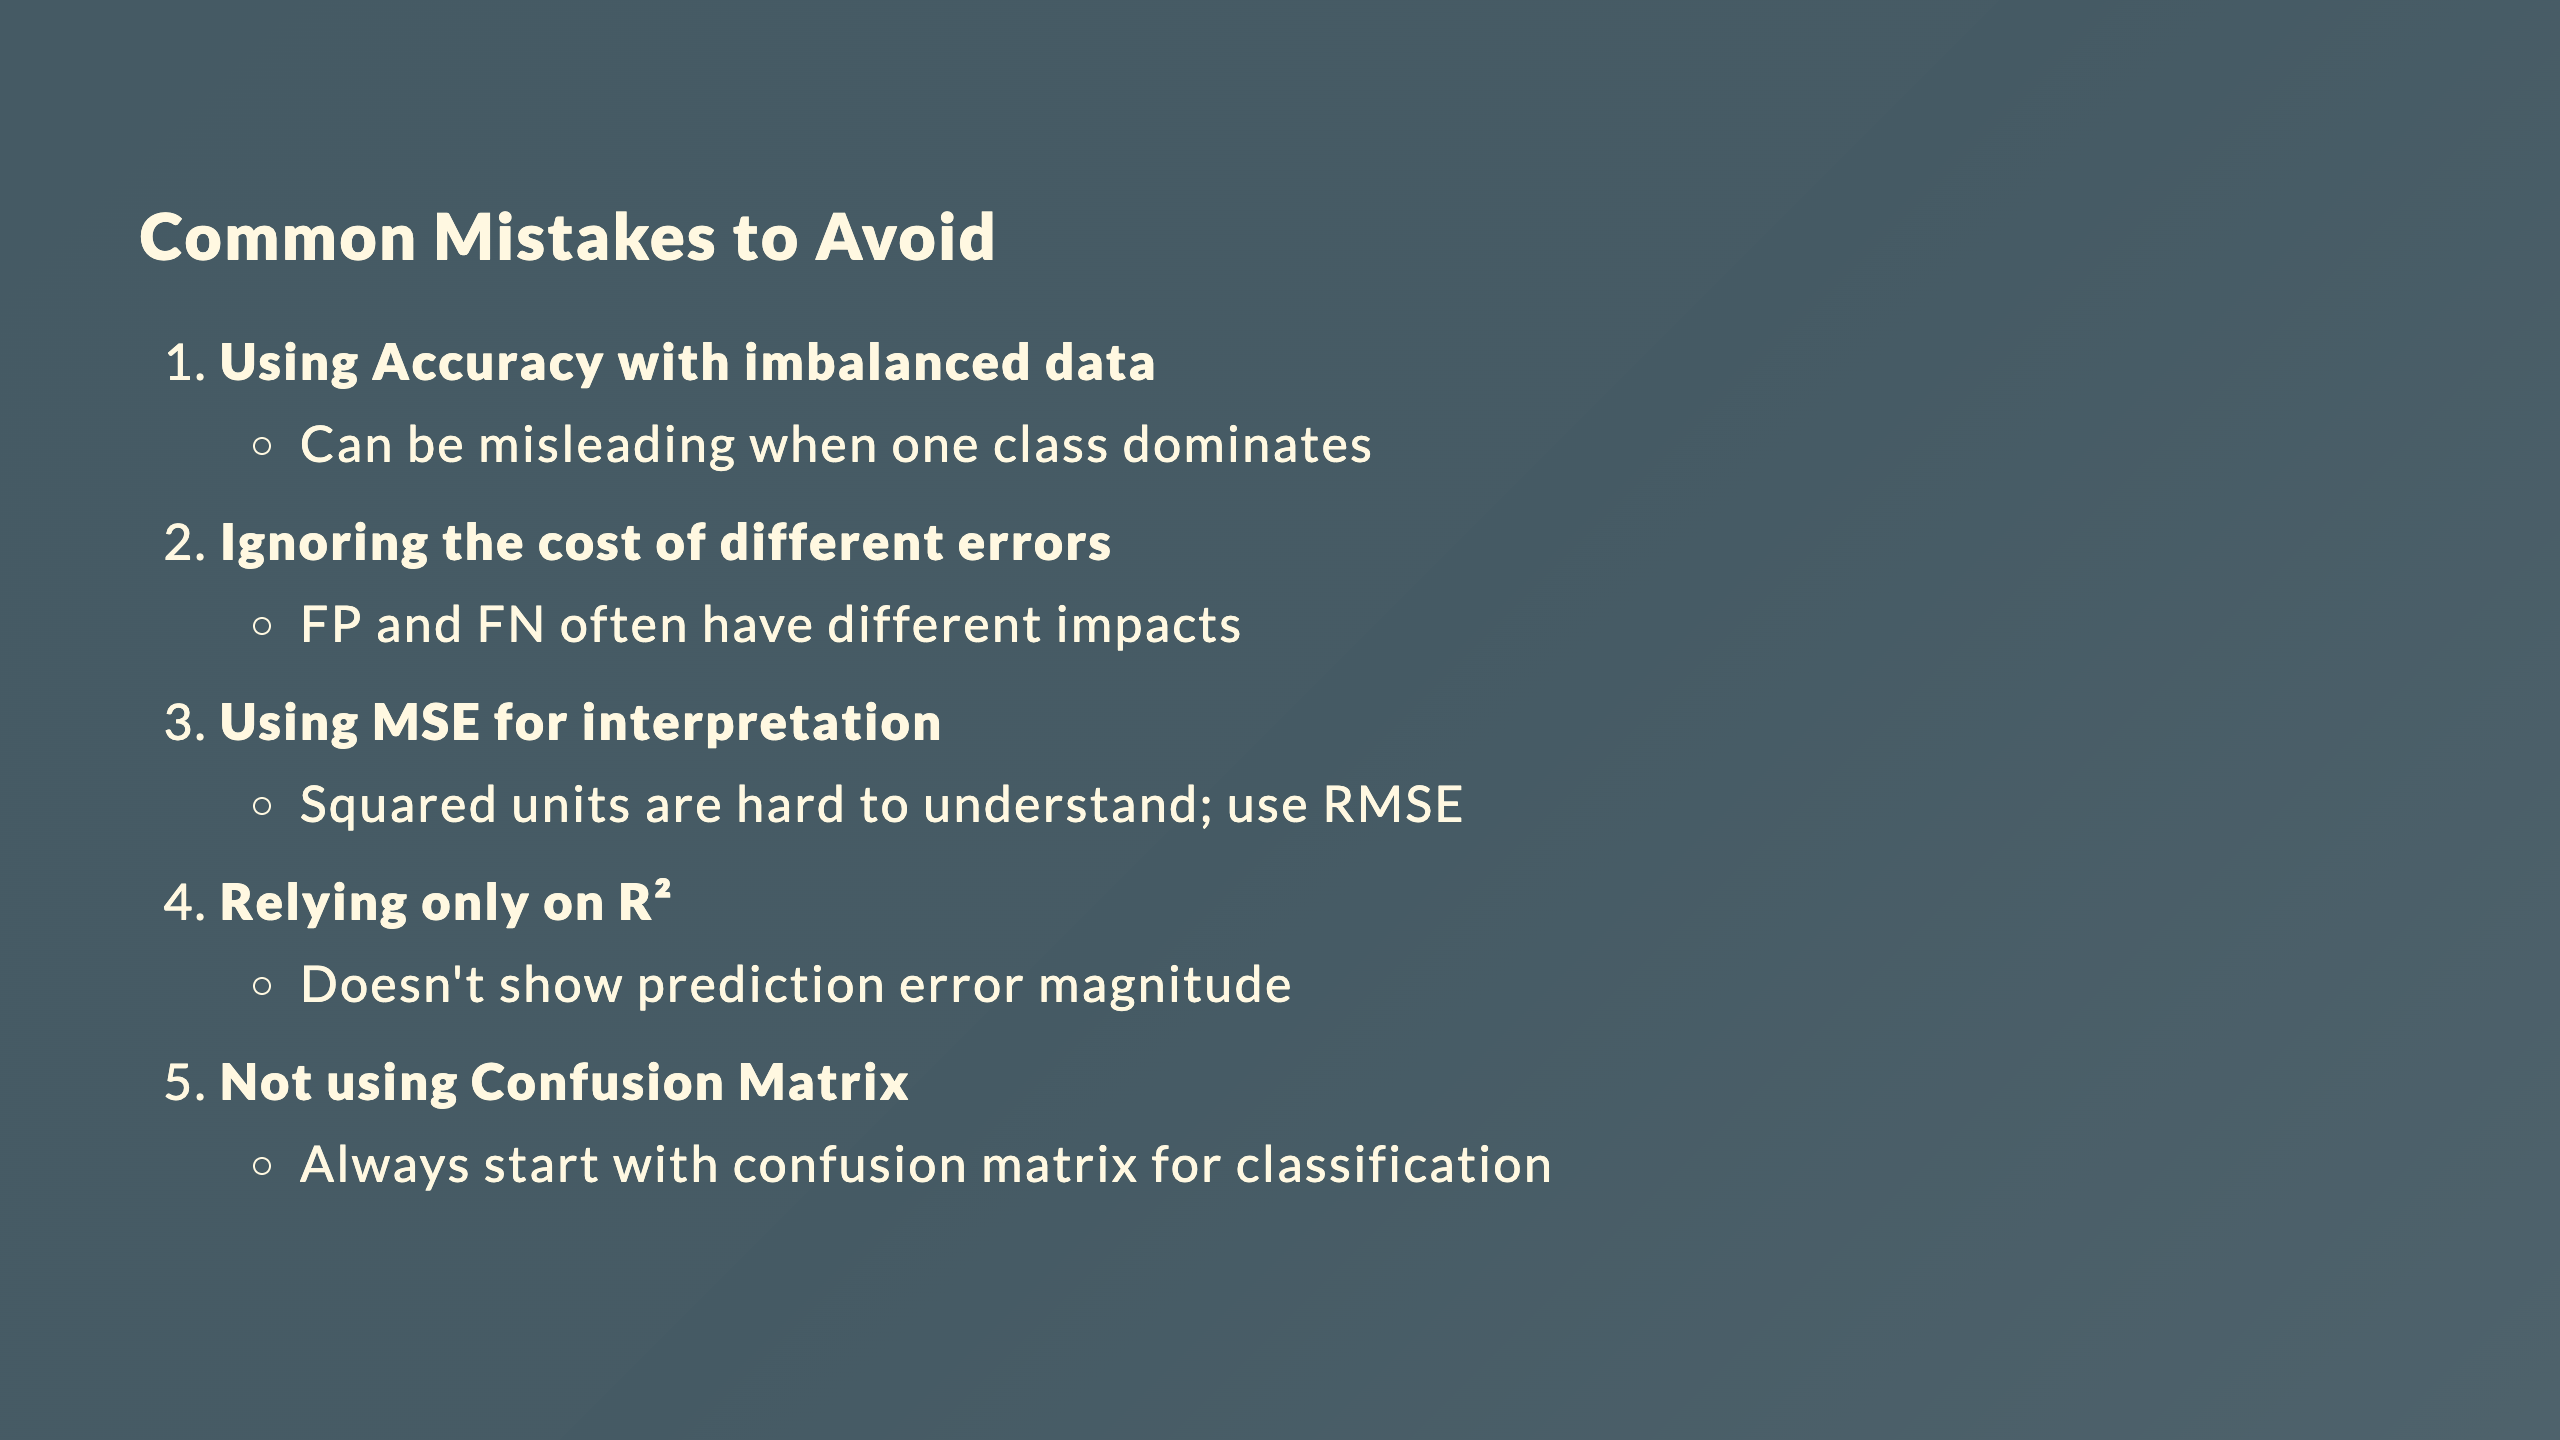 Common Mistakes to Avoid
1. Using Accuracy with imbalanced data
○ Can be misleading when one class dominates
2. Ignoring the cost of different errors
○ FP and FN often have different impacts
3. Using MSE for interpretation
○ Squared units are hard to understand; use RMSE
4. Relying only on R²
○ Doesn't show prediction error magnitude
5. Not using Confusion Matrix
○ Always start with confusion matrix for classification